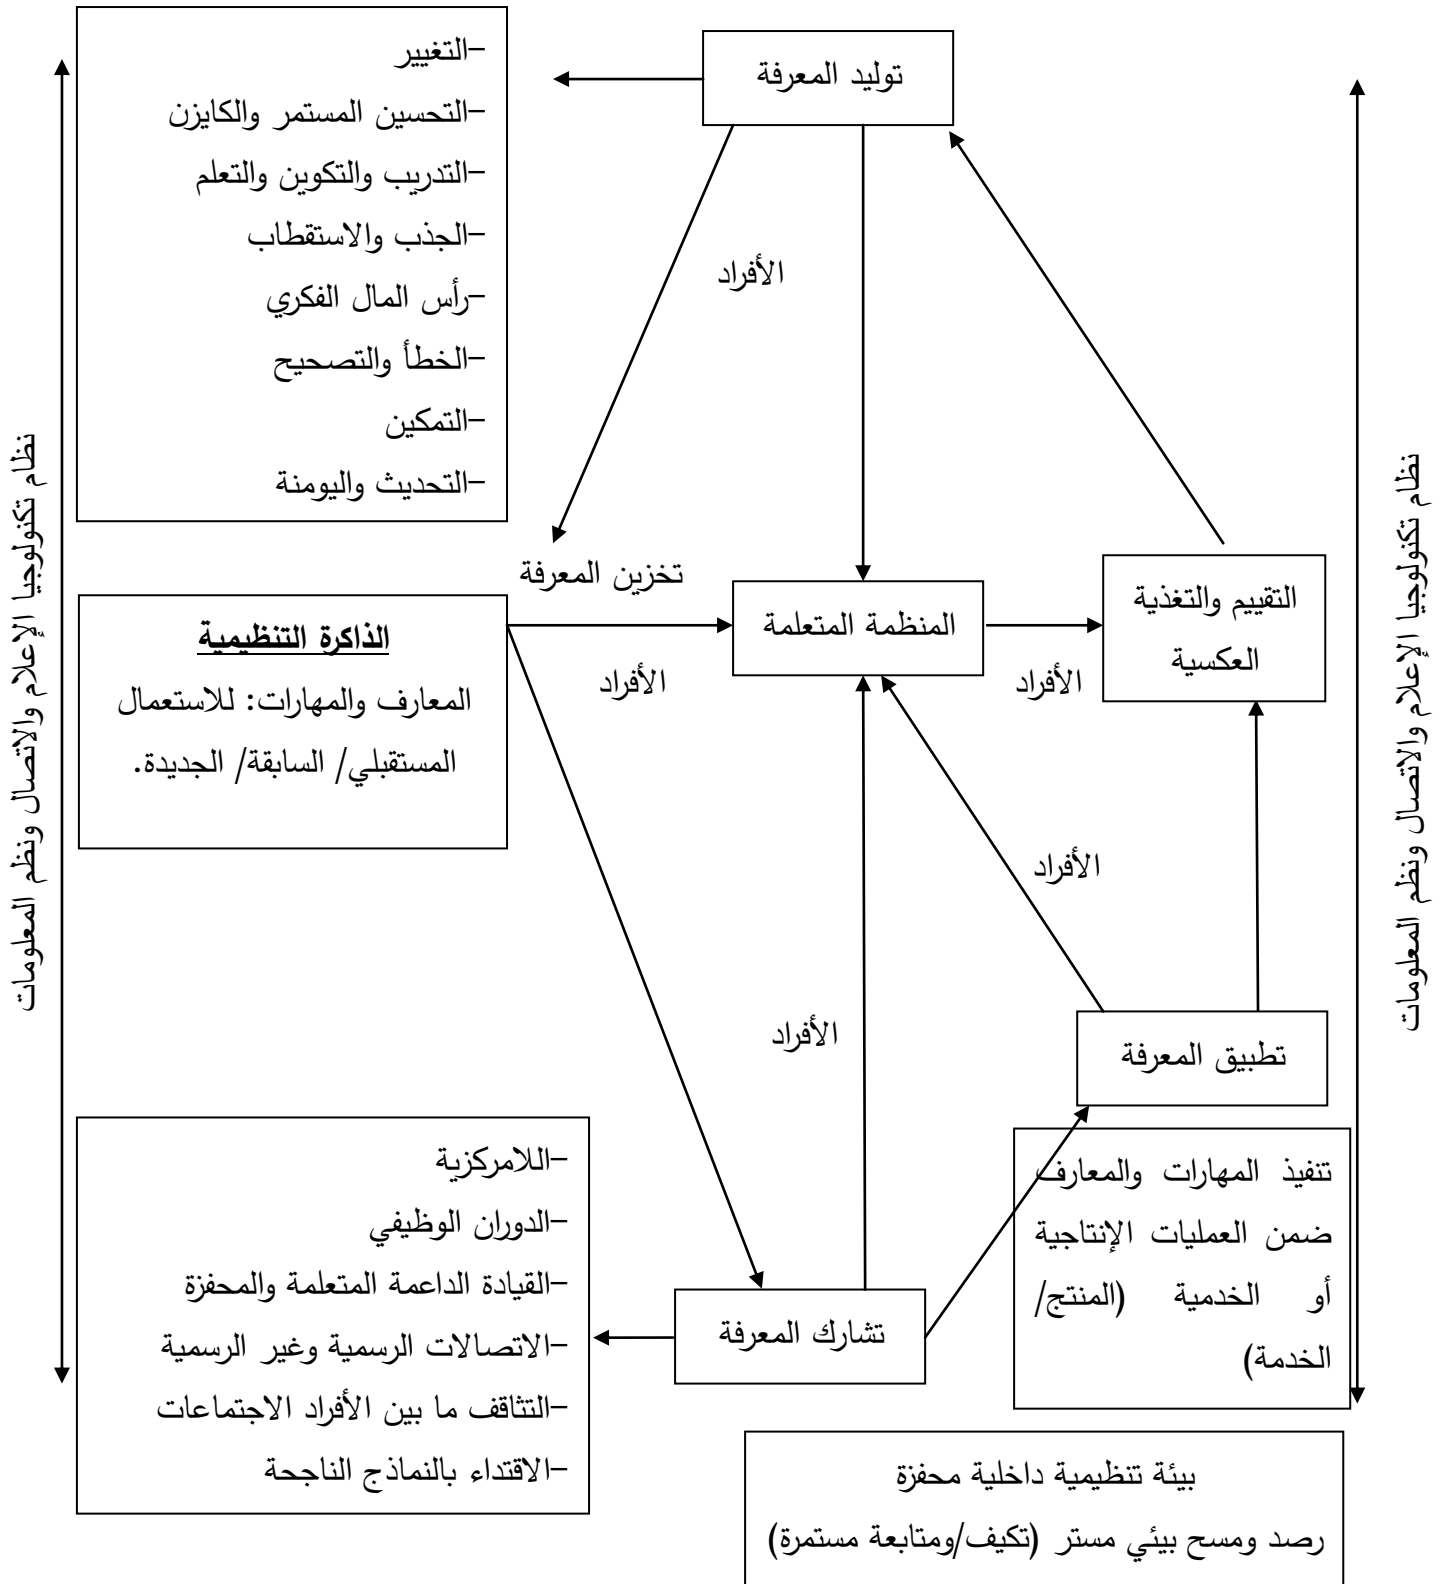 توليد المعرفة
-التغيير
-التحسين المستمر والكايزن
-التدريب والتكوين والتعلم
-الجذب والاستقطاب
-رأس المال الفكري
-الخطأ والتصحيح
-التمكين
-التحديث واليومنة
الأفراد
نظام تكنولوجيا الإعلام والاتصال ونظم المعلومات
نظام تكنولوجيا الإعلام والاتصال ونظم المعلومات
تخزين المعرفة
التقييم والتغذية
العكسية
المنظمة المتعلمة
الذاكرة التنظيمية
المعارف والمهارات: للاستعمال
المستقبلي/ السابقة/ الجديدة.
الأفراد
الأفراد
الأفراد
الأفراد
تطبيق المعرفة
تنفيذ المهارات والمعارف
ضمن العمليات الإنتاجية
أو الخدمية (المنتج/
الخدمة)
تشارك المعرفة
-اللامركزية
-الدوران الوظيفي
-القيادة الداعمة المتعلمة والمحفزة
-الاتصالات الرسمية وغير الرسمية
-التثاقف ما بين الأفراد الاجتماعات
-الاقتداء بالنماذج الناجحة
بيئة تنظيمية داخلية محفزة
رصد ومسح بيئي مستر (تكيف/ومتابعة مستمرة)